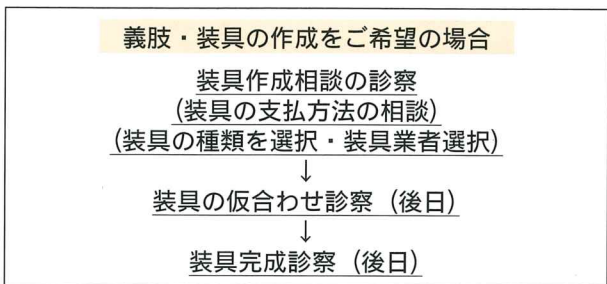 義肢・装具の作成をご希望の場合
装具作成相談の診察
(装具の支払方法の相談)
(装具の種類を選択・装具業者選択)
↓
装具の仮合わせ診察（後日）
↓
装具完成診察（後日）